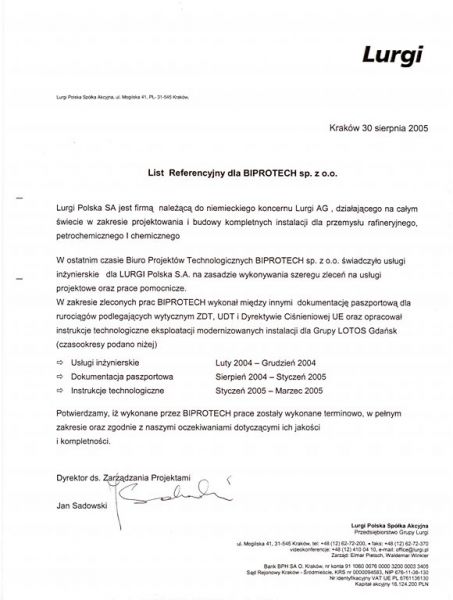 Lurgi
Lurgi Polska Spółka Akcyjna, ul. Mogilska 41, PL- 31-545 Kraków,
Kraków 30 sierpnia 2005
List Referencyjny dla BIPROTECH sp. z o.o.
Lurgi Polska SA jest firmą należącą do niemieckiego koncernu Lurgi AG , działającego na całym
świecie w zakresie projektowania i budowy kompletnych instalacji dla przemysłu rafineryjnego,
petrochemicznego I chemicznego
W ostatnim czasie Biuro Projektów Technologicznych BIPROTECH sp. z o.o. świadczyło usługi
inżynierskie dla LURGI Polska S.A. na zasadzie wykonywania szeregu zleceń na usługi
projektowe oraz prace pomocnicze.
W zakresie zleconych prac BIPROTECH wykonał między innymi dokumentację paszportową dla
rurociągów podlegających wytycznym ZDT, UDT i Dyrektywie Ciśnieniowej UE oraz opracował
instrukcje technologiczne eksploatacji modernizowanych instalacji dla Grupy LOTOS Gdańsk
(czasookresy podano niżej)
⇨ Usługi inżynierskie Luty 2004 – Grudzień 2004
⇨ Dokumentacja paszportowa Sierpień 2004 – Styczeń 2005
⇨ Instrukcje technologiczne Styczeń 2005 - Marzec 2005
Potwierdzamy, iż wykonane przez BIPROTECH prace zostały wykonane terminowo, w pełnym
zakresie oraz zgodnie z naszymi oczekiwaniami dotyczącymi ich jakości
i kompletności.
Dyrektor ds. Zarządzania Projektami
Jan Sadowski
Lurgi Polska Spółka Akcyjna
Przedsiębiorstwo Grupy Lurgi
ul. Mogilska 41, 31-545 Kraków, tel: +48 (12) 62-72-200, • faks: +48 (12) 62-72-370
videokonferencje: +48 (12) 410 04 10, e-mail: office@lurgi.pl
Zarząd: Elmar Pietsch, Waldemar Winkler
Bank BPH SA O. Kraków, nr konta 91 1060 0076 0000 3200 0003 3405
Sąd Rejonowy Kraków - Śródmieście, KRS nr 0000094593, NIP 676-11-36-130
Nr identyfikacyjny VAT UE PL 6761136130
Kapitał akcyjny 16.124.200 PLN